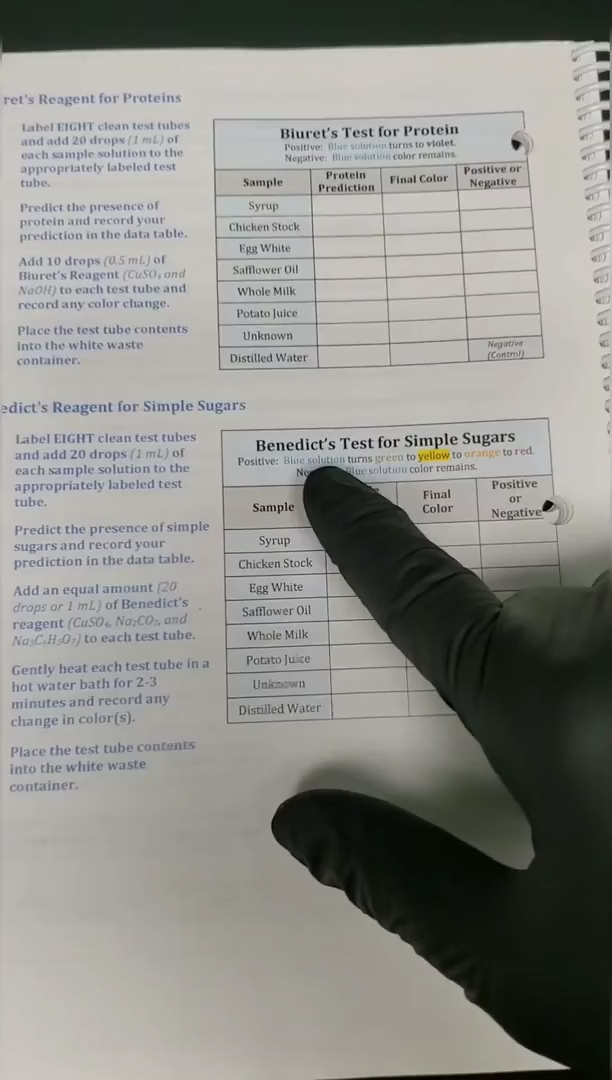 ret's Reagent for Proteins
Label EIGHT clean test tubes
and add 20 drops (1 mL) of
each sample solution to the
appropriately labeled test
tube.
Predict the presence of
protein and record your
prediction in the data table.
Add 10 drops (0.5 mL) of
Biuret's Reagent (CuSO₄ and
NaOH) to each test tube and
record any color change.
Place the test tube contents
into the white waste
container.
Biuret's Test for Protein
Positive: Blue solution turns to violet.
Negative: Blue solution color remains.
Sample Protein Prediction Final Color Positive or Negative
Syrup
Chicken Stock
Egg White
Safflower Oil
Whole Milk
Potato Juice
Unknown
Distilled Water Negative (Control)
edict's Reagent for Simple Sugars
Label EIGHT clean test tubes
and add 20 drops (1 mL) of
each sample solution to the
appropriately labeled test
tube.
Predict the presence of simple
sugars and record your
prediction in the data table.
Add an equal amount (20
drops or 1 mL) of Benedict's
reagent (CuSO₄, Na₂CO₃, and
Na₃C₆H₅O₇) to each test tube.
Gently heat each test tube in a
hot water bath for 2-3
minutes and record any
change in color(s).
Place the test tube contents
into the white waste
container.
Benedict's Test for Simple Sugars
Positive: Blue solution turns green to yellow to orange to red.
Ne Blue solution color remains.
Sample Final Color Positive or Negative
Syrup
Chicken Stock
Egg White
Safflower Oil
Whole Milk
Potato Juice
Unknown
Distilled Water